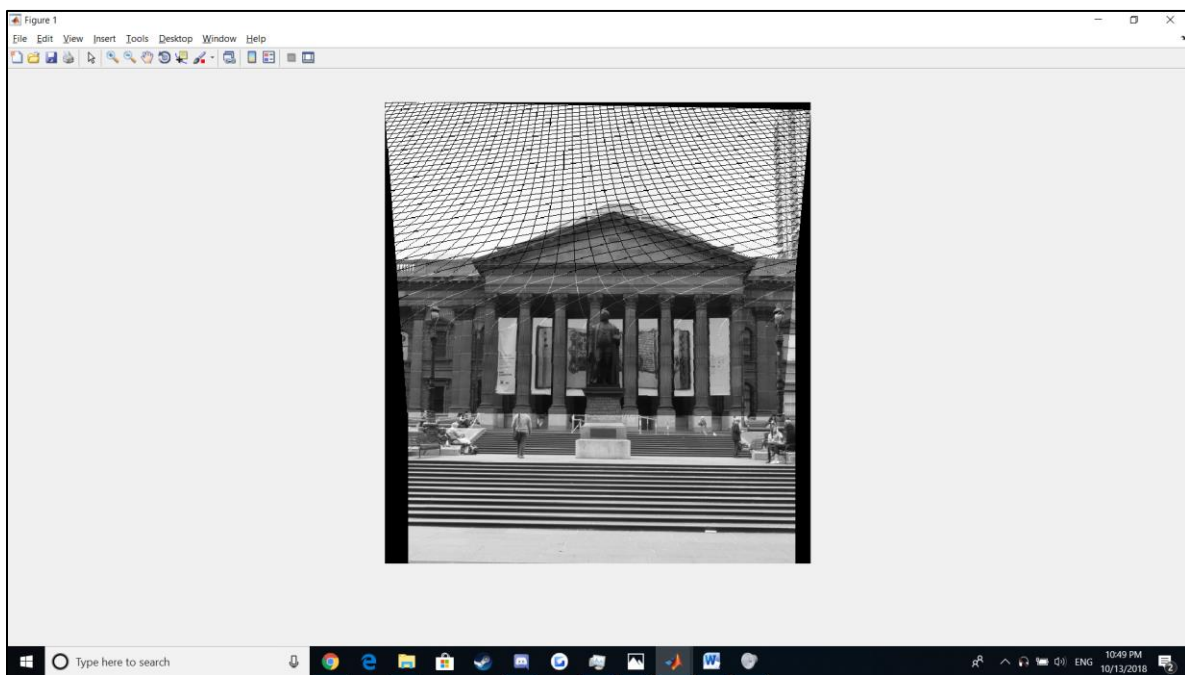 Figure 1
File Edit View Insert Tools Desktop Window Help
Type here to search
ENG
10:49 PM
10/13/2018
2